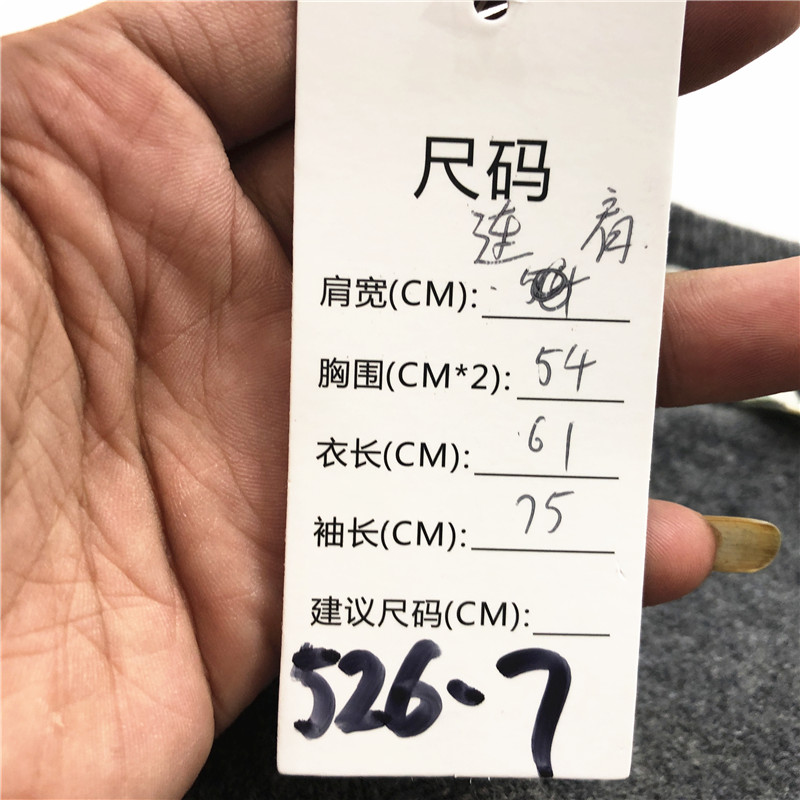 尺码
连肩
肩宽(CM):
胸围(CM*2): 54
衣长(CM): 61
袖长(CM): 75
建议尺码(CM):
526-7